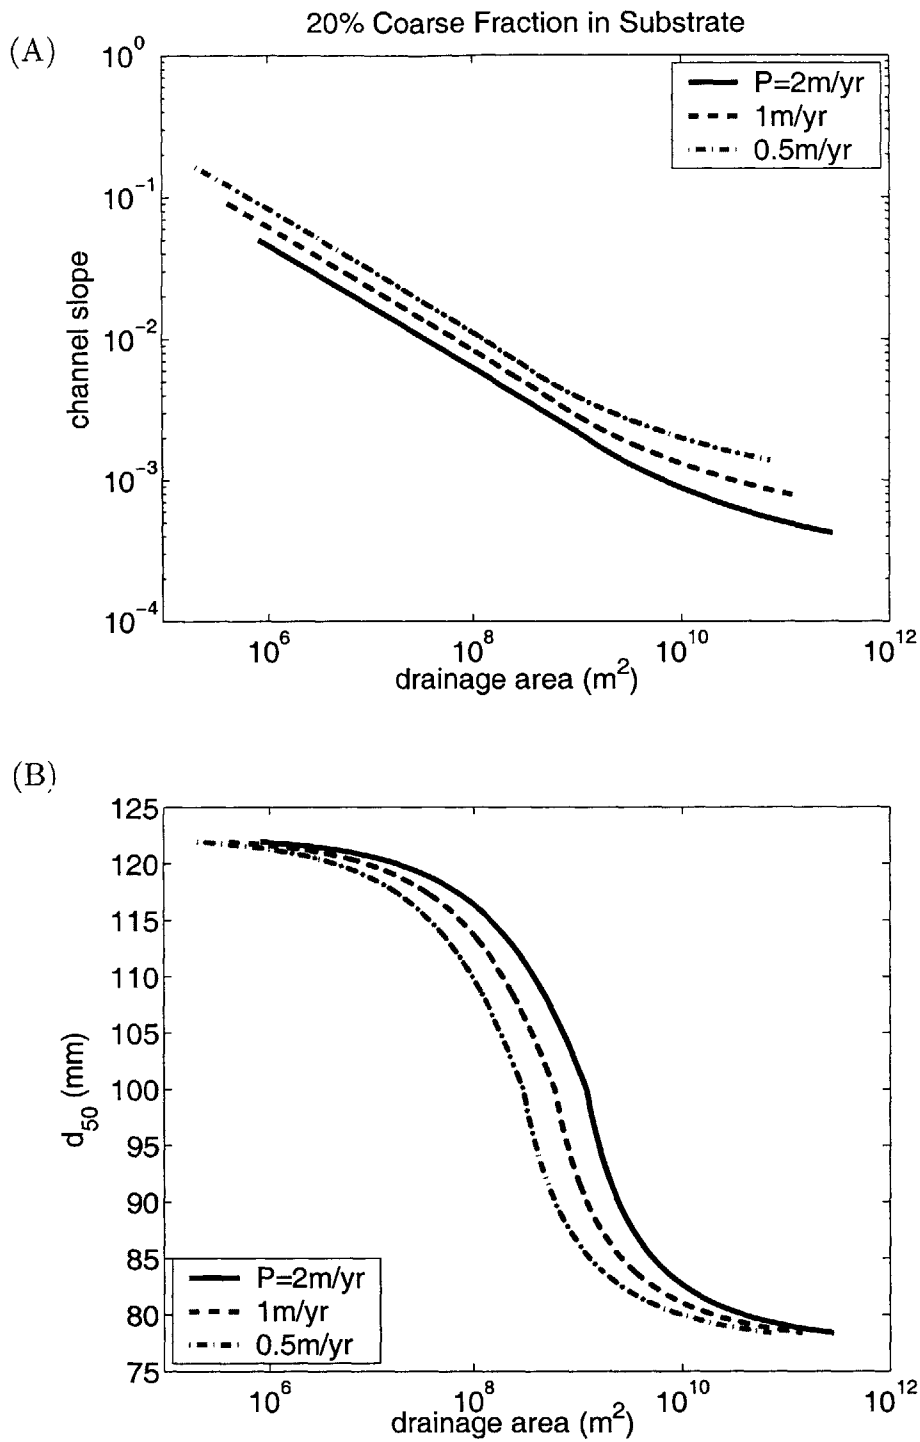 20% Coarse Fraction in Substrate
(A)
10^0
10^-1
10^-2
10^-3
10^-4
channel slope
P=2m/yr
1m/yr
0.5m/yr
10^6
10^8
10^10
10^12
drainage area (m^2)
(B)
125
120
115
110
105
100
95
90
85
80
75
d_50 (mm)
P=2m/yr
1m/yr
0.5m/yr
10^6
10^8
10^10
10^12
drainage area (m^2)